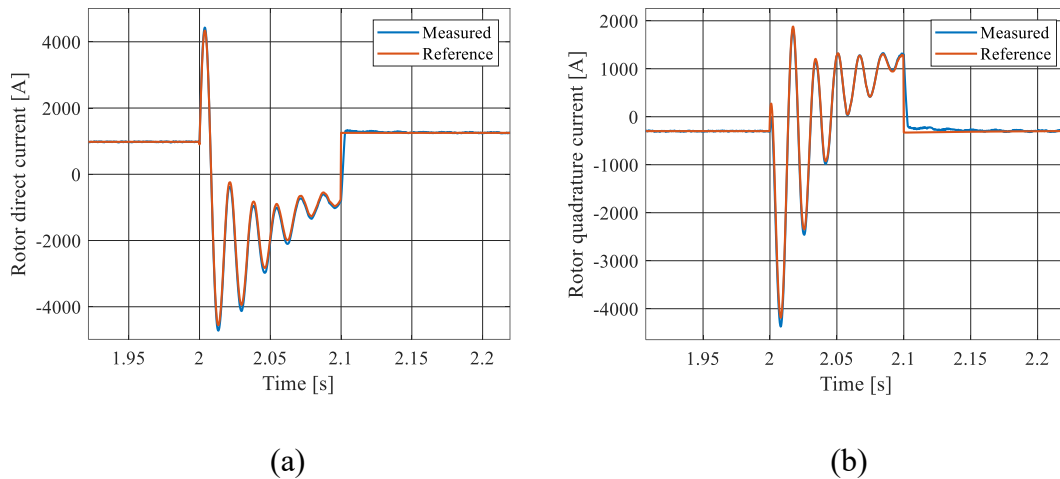 Rotor direct current [A]
4000
2000
0
-2000
-4000
1.95
2
2.05
2.1
2.15
2.2
Time [s]
Measured
Reference
(a)
Rotor quadrature current [A]
2000
1000
0
-1000
-2000
-3000
-4000
1.95
2
2.05
2.1
2.15
2.2
Time [s]
Measured
Reference
(b)